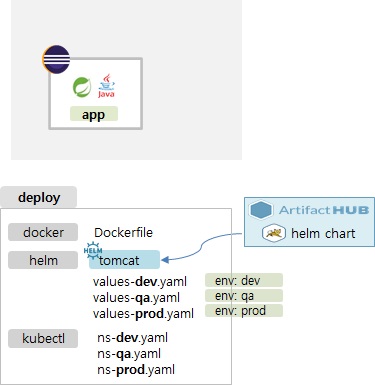 Java
app
deploy
docker Dockerfile
ArtifactHUB
helm chart
HELM
helm tomcat
values-dev.yaml env: dev
values-qa.yaml env: qa
values-prod.yaml env: prod
kubectl ns-dev.yaml
ns-qa.yaml
ns-prod.yaml